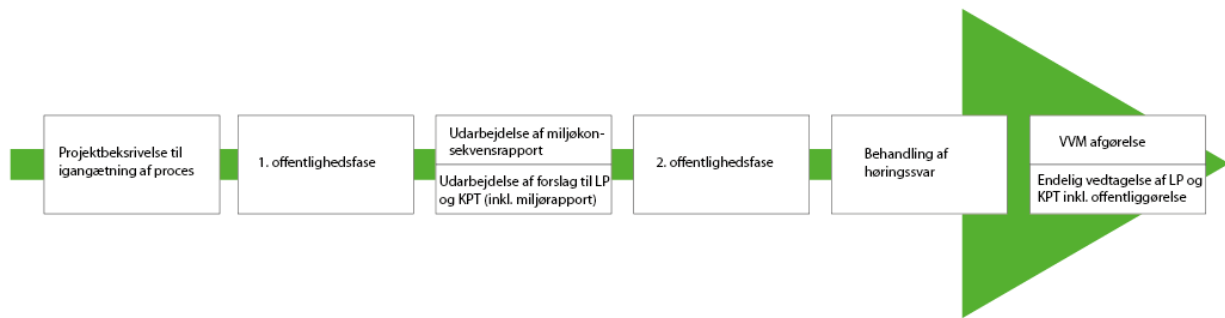 Projektbeksrivelse til
igangætning af proces
1. offentlighedsfase
Udarbejdelse af miljøkon-
sekvensrapport
Udarbejdelse af forslag til LP
og KPT (inkl. miljørapport)
2. offentlighedsfase
Behandling af
høringssvar
VVM afgørelse
Endelig vedtagelse af LP og
KPT inkl. offentliggørelse